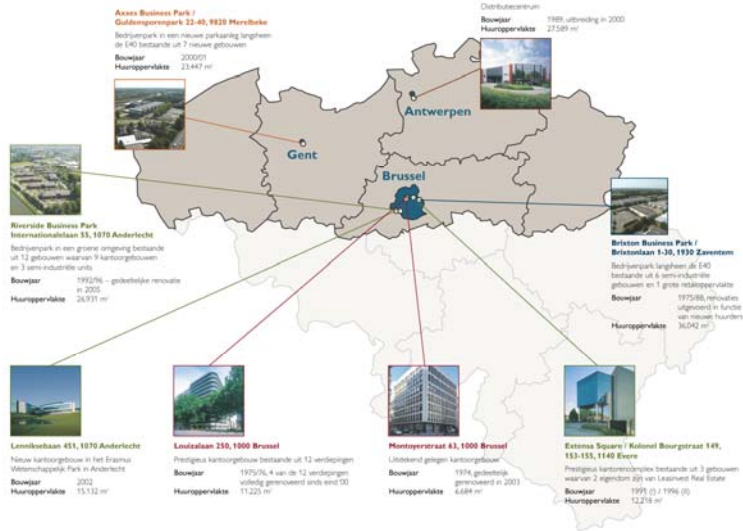 Axxes Business Park /
Guldensporenpark 22-40, 9820 Merelbeke
Bedrijvenpark in een nieuwe parkaanleg langsheen
de E40 bestaande uit 7 nieuwe gebouwen
Bouwjaar 2000/01
Huuroppervlakte 23.447 m²
Distributiecentrum
Bouwjaar 1989, uitbreiding in 2000
Huuroppervlakte 27.589 m²
Antwerpen
Gent
Brussel
Riverside Business Park
Internationalelaan 55, 1070 Anderlecht
Bedrijvenpark in een groene omgeving bestaande
uit 12 gebouwen waarvan 9 kantoorgebouwen
en 3 semi-industriële units
Bouwjaar 1992/96 – gedeeltelijke renovatie
in 2005
Huuroppervlakte 26.931 m²
Brixton Business Park /
Brixtonlaan 1-30, 1930 Zaventem
Bedrijvenpark langsheen de E40
bestaande uit 6 semi-industriële
gebouwen en 1 grote retailoppervlakte
Bouwjaar 1975/88, renovaties
uitgevoerd in functie
van nieuwe huurders
Huuroppervlakte 36.042 m²
Lenniksebaan 451, 1070 Anderlecht
Nieuw kantoorgebouw in het Erasmus
Wetenschappelijk Park in Anderlecht
Bouwjaar 2002
Huuroppervlakte 15.132 m²
Louizalaan 250, 1000 Brussel
Prestigieus kantoorgebouw bestaande uit 12 verdiepingen
Bouwjaar 1975/76, 4 van de 12 verdiepingen
volledig gerenoveerd sinds eind '00
Huuroppervlakte 11.225 m²
Montoyerstraat 63, 1000 Brussel
Uitstekend gelegen kantoorgebouw
Bouwjaar 1974, gedeeltelijk
gerenoveerd in 2003
Huuroppervlakte 6.684 m²
Extensa Square / Kolonel Bourgstraat 149,
153-155, 1140 Evere
Prestigieus kantorencomplex bestaande uit 3 gebouwen
waarvan 2 eigendom zijn van Leasinvest Real Estate
Bouwjaar 1995 (I) / 1996 (II)
Huuroppervlakte 12.218 m²